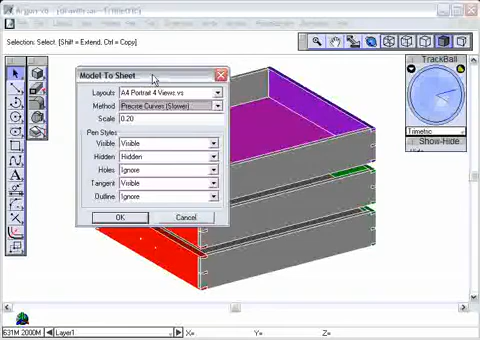 Selection: Select. [Shift = Extend, Ctrl = Copy]
Model To Sheet
Layouts A4 Portrait 4 Views.vs
Method Precise Curves (Slower)
Scale 0.20
Pen Styles
Visible Visible
Hidden Hidden
Holes Ignore
Tangent Visible
Outline Ignore
OK Cancel
TrackBall
Trimetric
Show-Hide
631M 2000M Layer1 X= Y= Z=